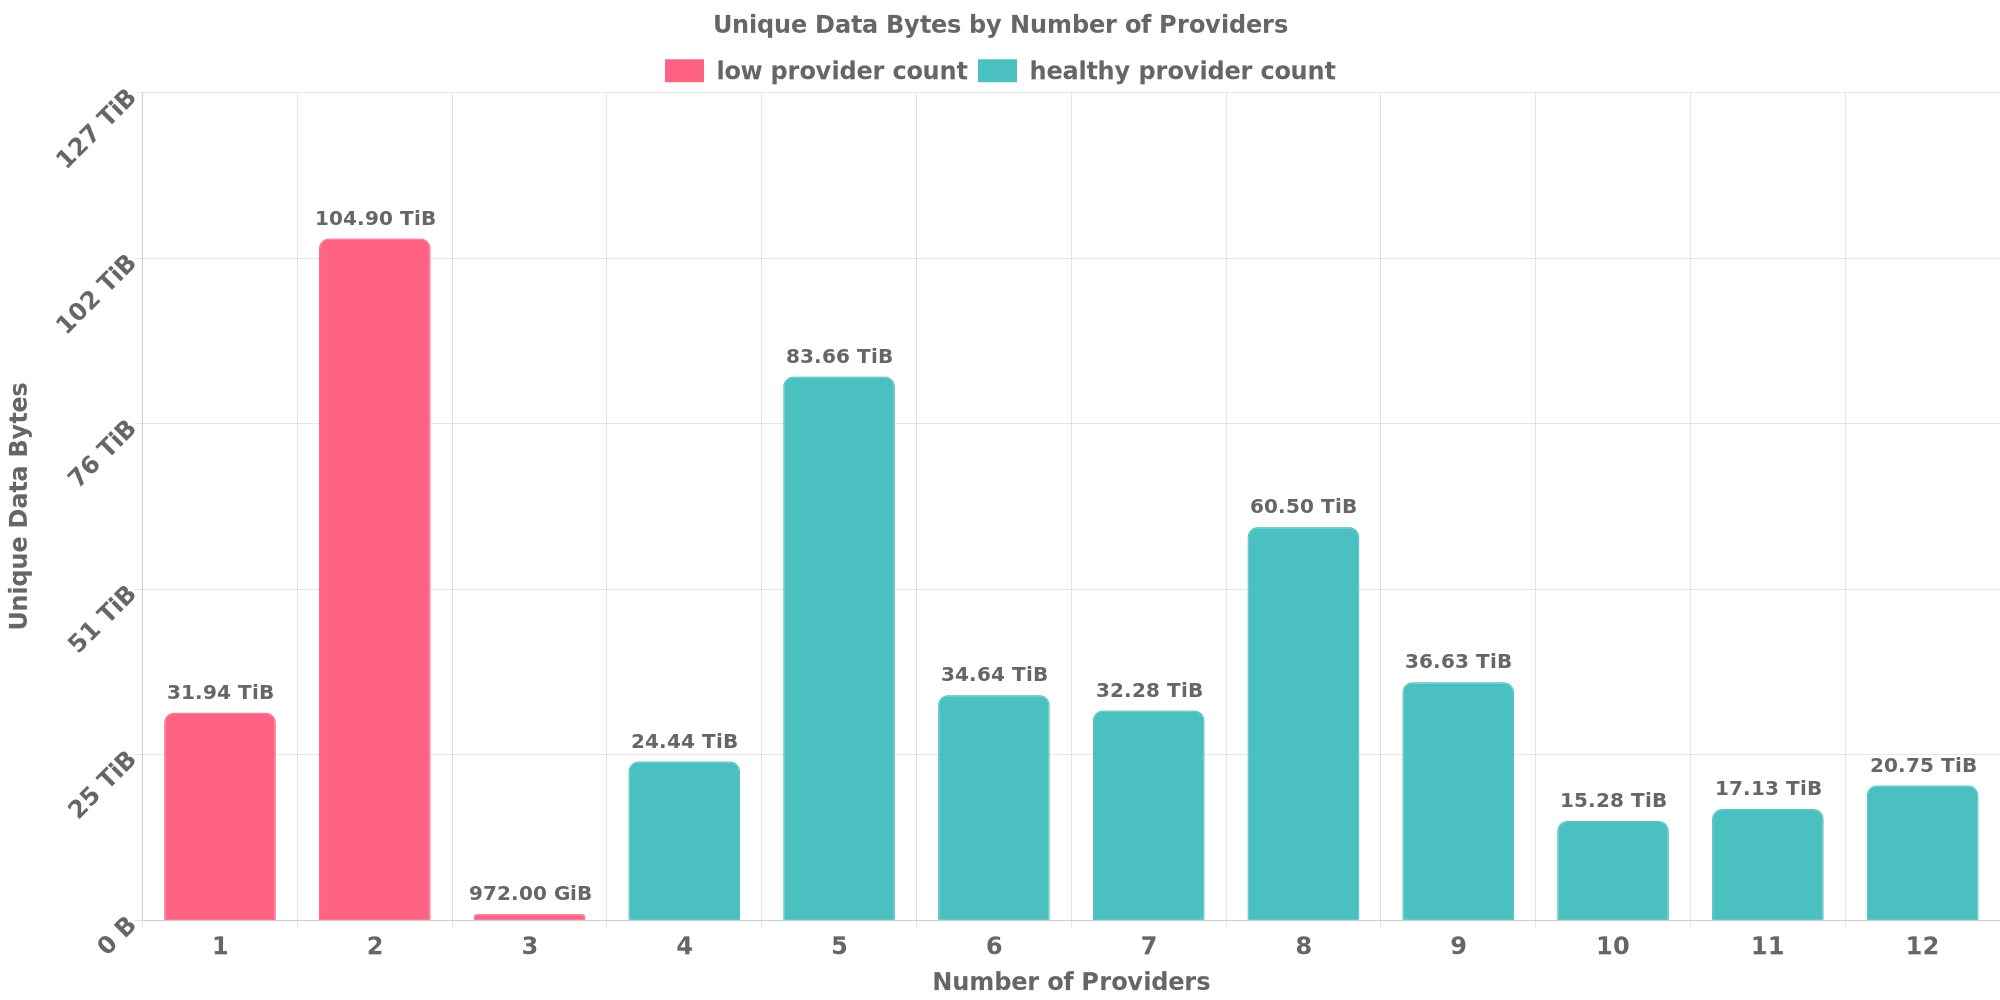 Unique Data Bytes by Number of Providers
low provider count healthy provider count
Unique Data Bytes
127 TiB
102 TiB
76 TiB
51 TiB
25 TiB
0 B
31.94 TiB
104.90 TiB
972.00 GiB
24.44 TiB
83.66 TiB
34.64 TiB
32.28 TiB
60.50 TiB
36.63 TiB
15.28 TiB
17.13 TiB
20.75 TiB
1 2 3 4 5 6 7 8 9 10 11 12
Number of Providers